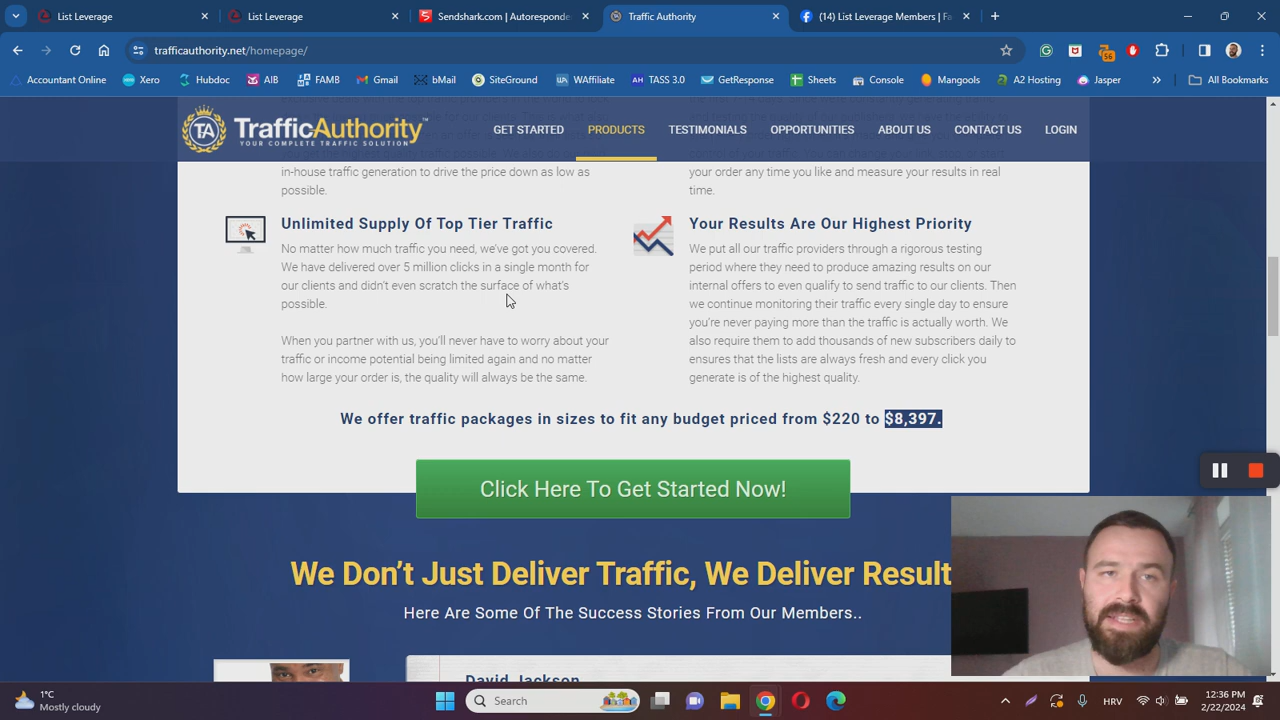 List Leverage
List Leverage
Sendshark.com | Autoresponde
Traffic Authority
(14) List Leverage Members | Fa
trafficauthority.net/homepage/
Accountant Online
Xero
Hubdoc
AIB
FAMB
Gmail
bMail
SiteGround
WAffiliate
TASS 3.0
GetResponse
Sheets
Console
Mangools
A2 Hosting
Jasper
All Bookmarks
TA
TrafficAuthority™
YOUR COMPLETE TRAFFIC SOLUTION
GET STARTED
PRODUCTS
TESTIMONIALS
OPPORTUNITIES
ABOUT US
CONTACT US
LOGIN
in-house traffic generation to drive the price down as low as
possible.
your order any time you like and measure your results in real
time.
Unlimited Supply Of Top Tier Traffic
No matter how much traffic you need, we've got you covered.
We have delivered over 5 million clicks in a single month for
our clients and didn't even scratch the surface of what's
possible.
When you partner with us, you'll never have to worry about your
traffic or income potential being limited again and no matter
how large your order is, the quality will always be the same.
Your Results Are Our Highest Priority
We put all our traffic providers through a rigorous testing
period where they need to produce amazing results on our
internal offers to even qualify to send traffic to our clients. Then
we continue monitoring their traffic every single day to ensure
you're never paying more than the traffic is actually worth. We
also require them to add thousands of new subscribers daily to
ensures that the lists are always fresh and every click you
generate is of the highest quality.
We offer traffic packages in sizes to fit any budget priced from $220 to $8,397.
Click Here To Get Started Now!
We Don't Just Deliver Traffic, We Deliver Result
Here Are Some Of The Success Stories From Our Members..
David Jackson
1°C
Mostly cloudy
Search
HRV
12:36 PM
2/22/2024